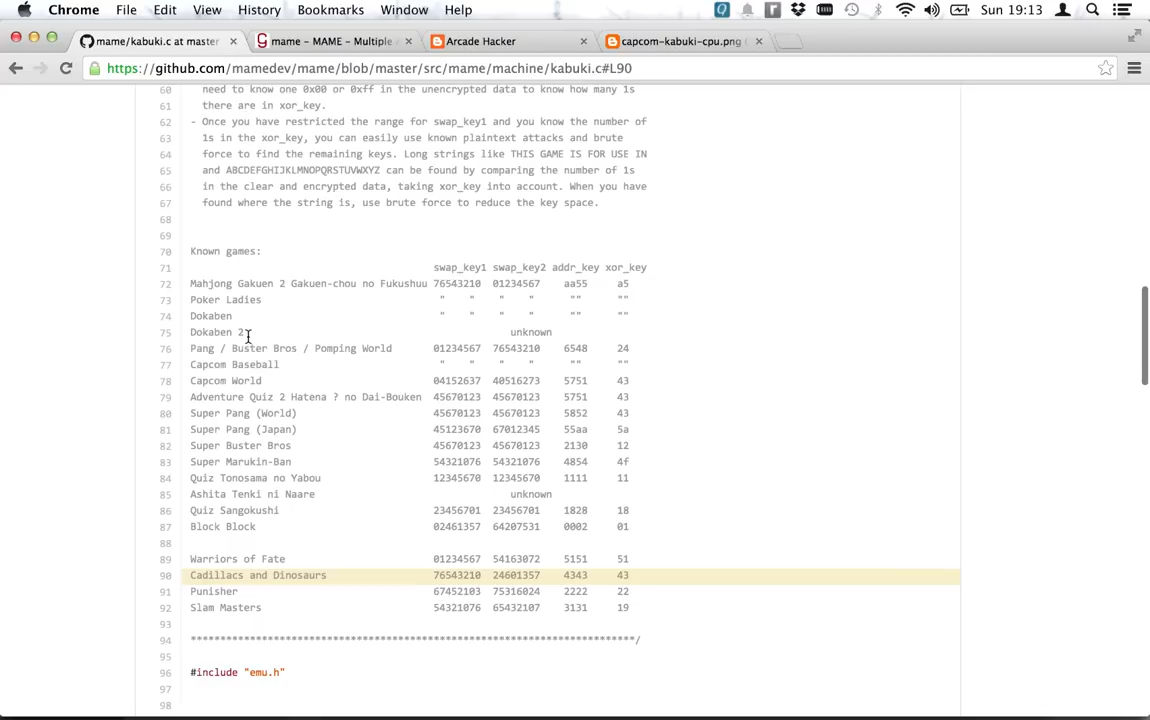 Chrome File Edit View History Bookmarks Window Help Sun 19:13
mame/kabuki.c at master mame – MAME – Multiple Arcade Hacker capcom-kabuki-cpu.png (
https://github.com/mamedev/mame/blob/master/src/mame/machine/kabuki.c#L90
60 need to know one 0x00 or 0xff in the unencrypted data to know how many 1s
61 there are in xor_key.
62 - Once you have restricted the range for swap_key1 and you know the number of
63 1s in the xor_key, you can easily use known plaintext attacks and brute
64 force to find the remaining keys. Long strings like THIS GAME IS FOR USE IN
65 and ABCDEFGHIJKLMNOPQRSTUVWXYZ can be found by comparing the number of 1s
66 in the clear and encrypted data, taking xor_key into account. When you have
67 found where the string is, use brute force to reduce the key space.
68
69
70 Known games:
71 swap_key1 swap_key2 addr_key xor_key
72 Mahjong Gakuen 2 Gakuen-chou no Fukushuu 76543210 01234567 aa55 a5
73 Poker Ladies " " " " "" ""
74 Dokaben " " " " "" ""
75 Dokaben 2 unknown
76 Pang / Buster Bros / Pomping World 01234567 76543210 6548 24
77 Capcom Baseball " " " " "" ""
78 Capcom World 04152637 40516273 5751 43
79 Adventure Quiz 2 Hatena ? no Dai-Bouken 45670123 45670123 5751 43
80 Super Pang (World) 45670123 45670123 5852 43
81 Super Pang (Japan) 45123670 67012345 55aa 5a
82 Super Buster Bros 45670123 45670123 2130 12
83 Super Marukin-Ban 54321076 54321076 4854 4f
84 Quiz Tonosama no Yabou 12345670 12345670 1111 11
85 Ashita Tenki ni Naare unknown
86 Quiz Sangokushi 23456701 23456701 1828 18
87 Block Block 02461357 64207531 0002 01
88
89 Warriors of Fate 01234567 54163072 5151 51
90 Cadillacs and Dinosaurs 76543210 24601357 4343 43
91 Punisher 67452103 75316024 2222 22
92 Slam Masters 54321076 65432107 3131 19
93
94 ***************************************************************************/
95
96 #include "emu.h"
97
98